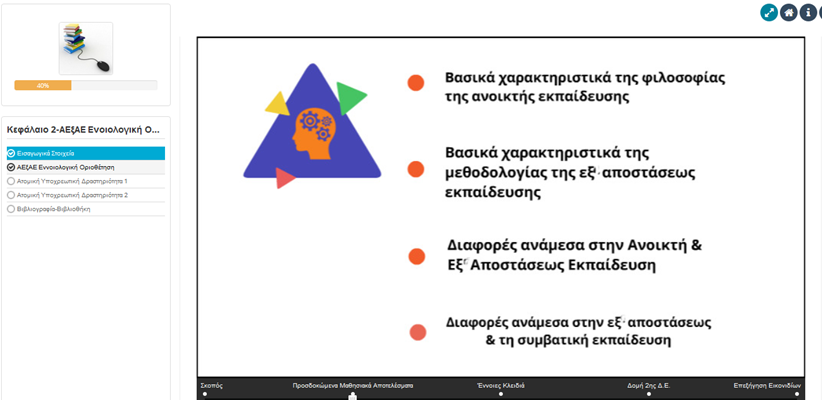 40%
Κεφάλαιο 2-ΑΕξΑΕ Εννοιολογική Ο...
Εισαγωγικά Στοιχεία
ΑΕξΑΕ Εννοιολογική Οριοθέτηση
Ατομική Υποχρεωτική Δραστηριότητα 1
Ατομική Υποχρεωτική Δραστηριότητα 2
Βιβλιογραφία-Βιβλιοθήκη
Βασικά χαρακτηριστικά της φιλοσοφίας
της ανοικτής εκπαίδευσης
Βασικά χαρακτηριστικά της
μεθοδολογίας της εξ αποστάσεως
εκπαίδευσης
Διαφορές ανάμεσα στην Ανοικτή &
Εξ Αποστάσεως Εκπαίδευση
Διαφορές ανάμεσα στην εξ αποστάσεως
& τη συμβατική εκπαίδευση
Σκοπός
Προσδοκώμενα Μαθησιακά Αποτελέσματα
Έννοιες Κλειδιά
Δομή 2ης Δ.Ε.
Επεξήγηση Εικονιδίων